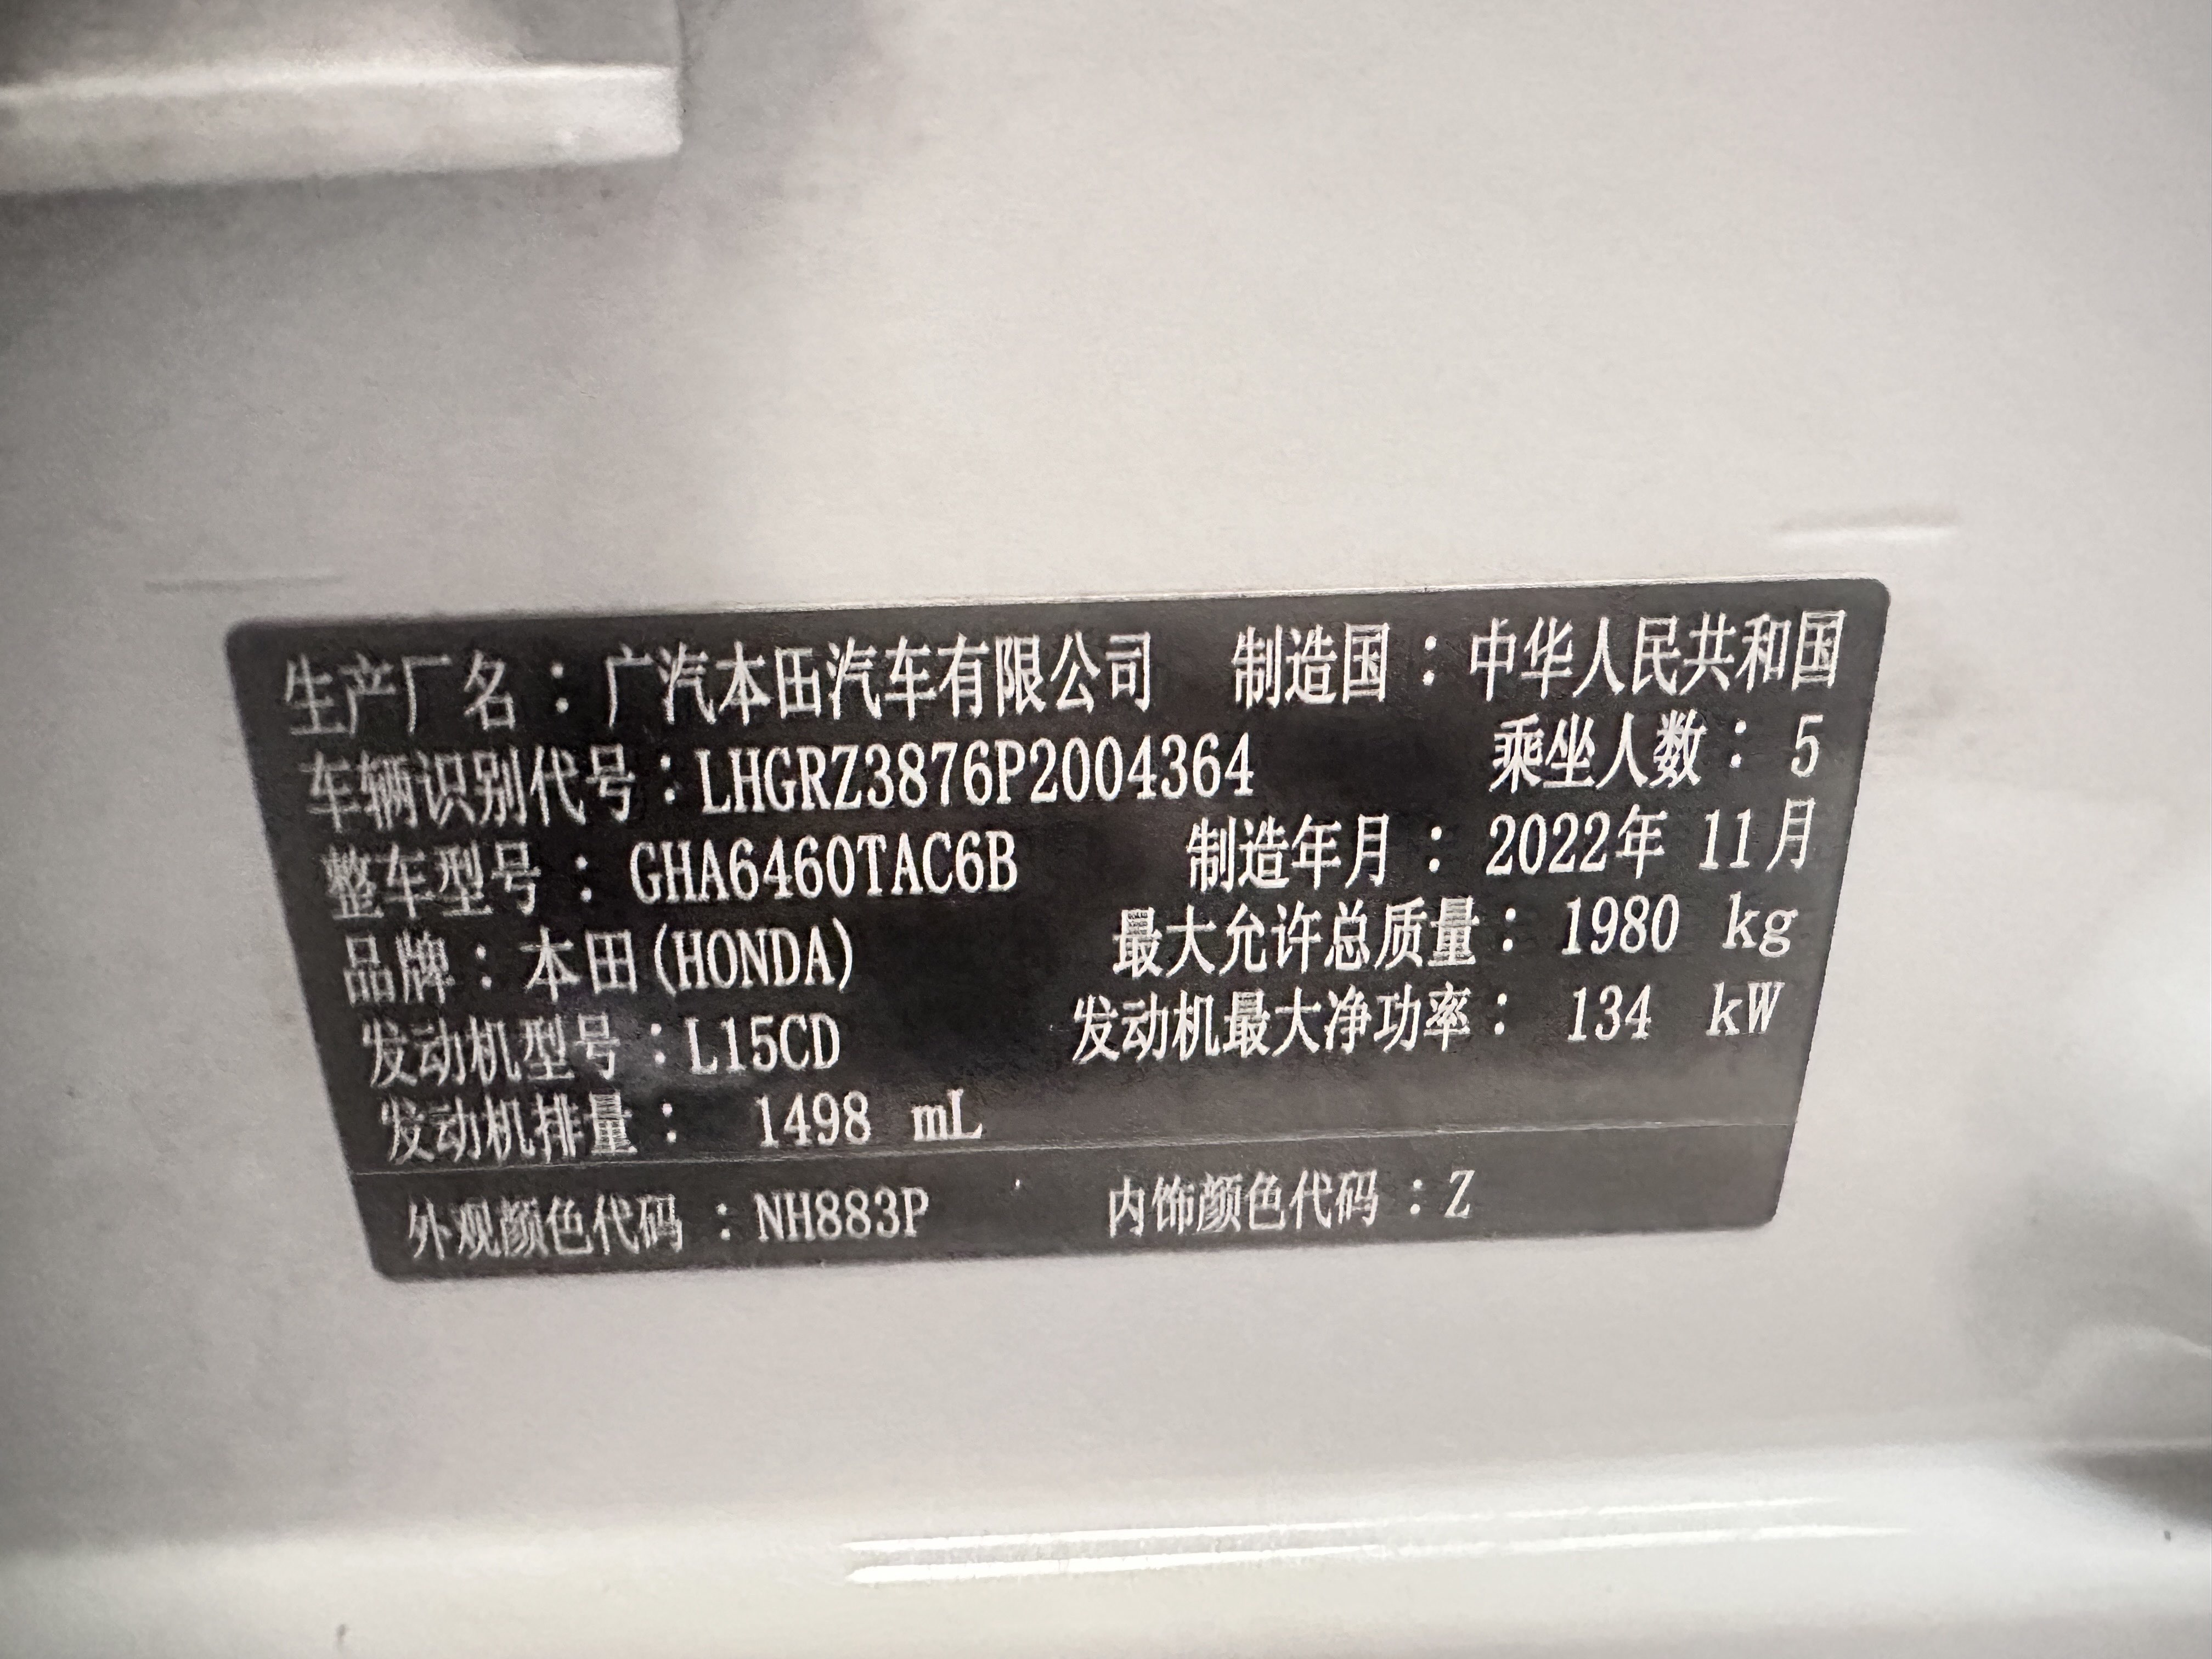 生产厂名：广汽本田汽车有限公司 制造国：中华人民共和国
车辆识别代号：LHGRZ3876P2004364 乘坐人数：5
整车型号：GHA6460TAC6B 制造年月：2022年 11月
品牌：本田(HONDA) 最大允许总质量：1980 kg
发动机型号：L15CD 发动机最大净功率：134 kW
发动机排量：1498 mL
外观颜色代码：NH883P 内饰颜色代码：Z